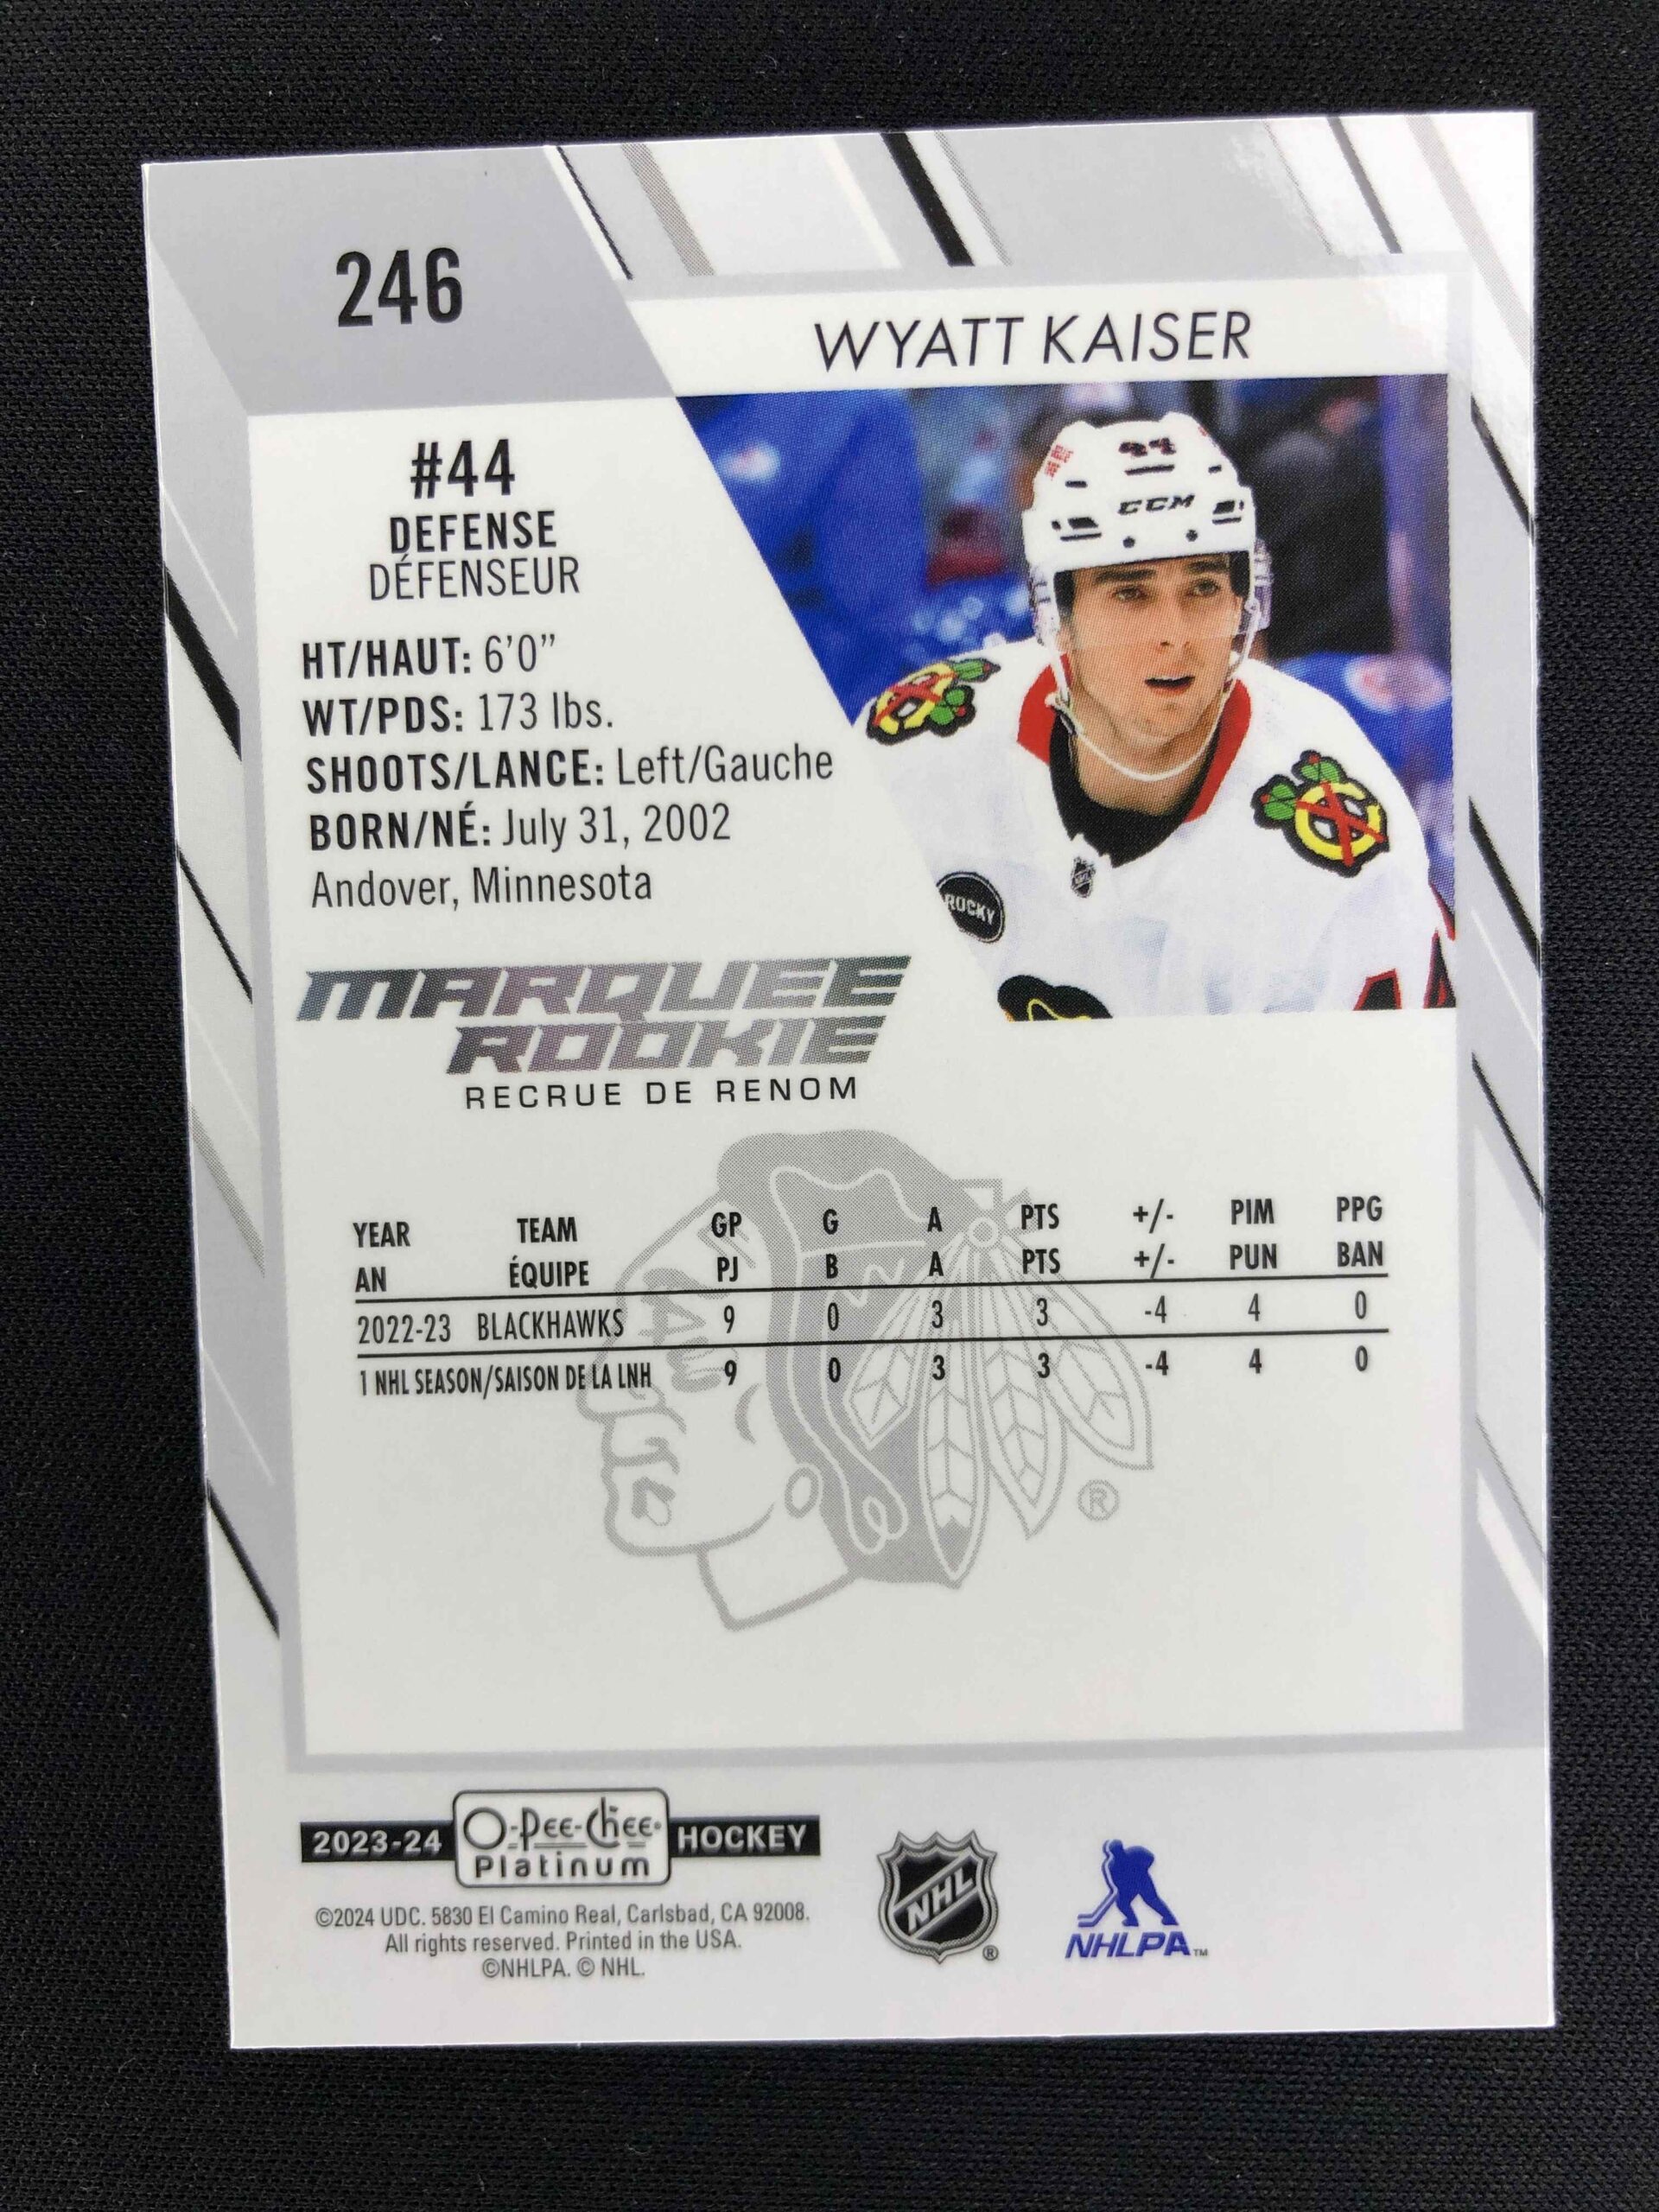 246
WYATT KAISER
#44
DEFENSE
DÉFENSEUR
HT/HAUT: 6'0"
WT/PDS: 173 lbs.
SHOOTS/LANCE: Left/Gauche
BORN/NÉ: July 31, 2002
Andover, Minnesota
44
CCM
ROCKY
MARQUEE
ROOKIE
RECRUE DE RENOM
YEAR TEAM GP G A PTS +/- PIM PPG
AN ÉQUIPE PJ B A PTS +/- PUN BAN
2022-23 BLACKHAWKS 9 0 3 3 -4 4 0
1 NHL SEASON/SAISON DE LA LNH 9 0 3 3 -4 4 0
®
2023-24 O-Pee-Chee® HOCKEY
Platinum
©2024 UDC. 5830 El Camino Real, Carlsbad, CA 92008.
All rights reserved. Printed in the USA.
©NHLPA. © NHL.
NHL ®
NHLPA™